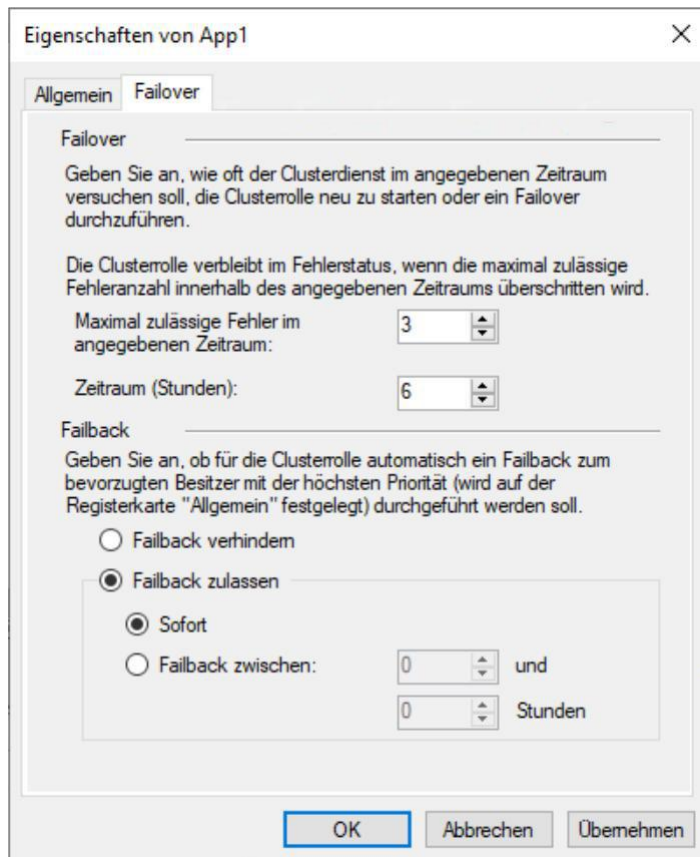 Eigenschaften von App1
Allgemein Failover
Failover
Geben Sie an, wie oft der Clusterdienst im angegebenen Zeitraum
versuchen soll, die Clusterrolle neu zu starten oder ein Failover
durchzuführen.
Die Clusterrolle verbleibt im Fehlerstatus, wenn die maximal zulässige
Fehleranzahl innerhalb des angegebenen Zeitraums überschritten wird.
Maximal zulässige Fehler im 3
angegebenen Zeitraum:
Zeitraum (Stunden): 6
Failback
Geben Sie an, ob für die Clusterrolle automatisch ein Failback zum
bevorzugten Besitzer mit der höchsten Priorität (wird auf der
Registerkarte "Allgemein" festgelegt) durchgeführt werden soll.
Failback verhindern
Failback zulassen
Sofort
Failback zwischen: 0 und
0 Stunden
OK Abbrechen Übernehmen